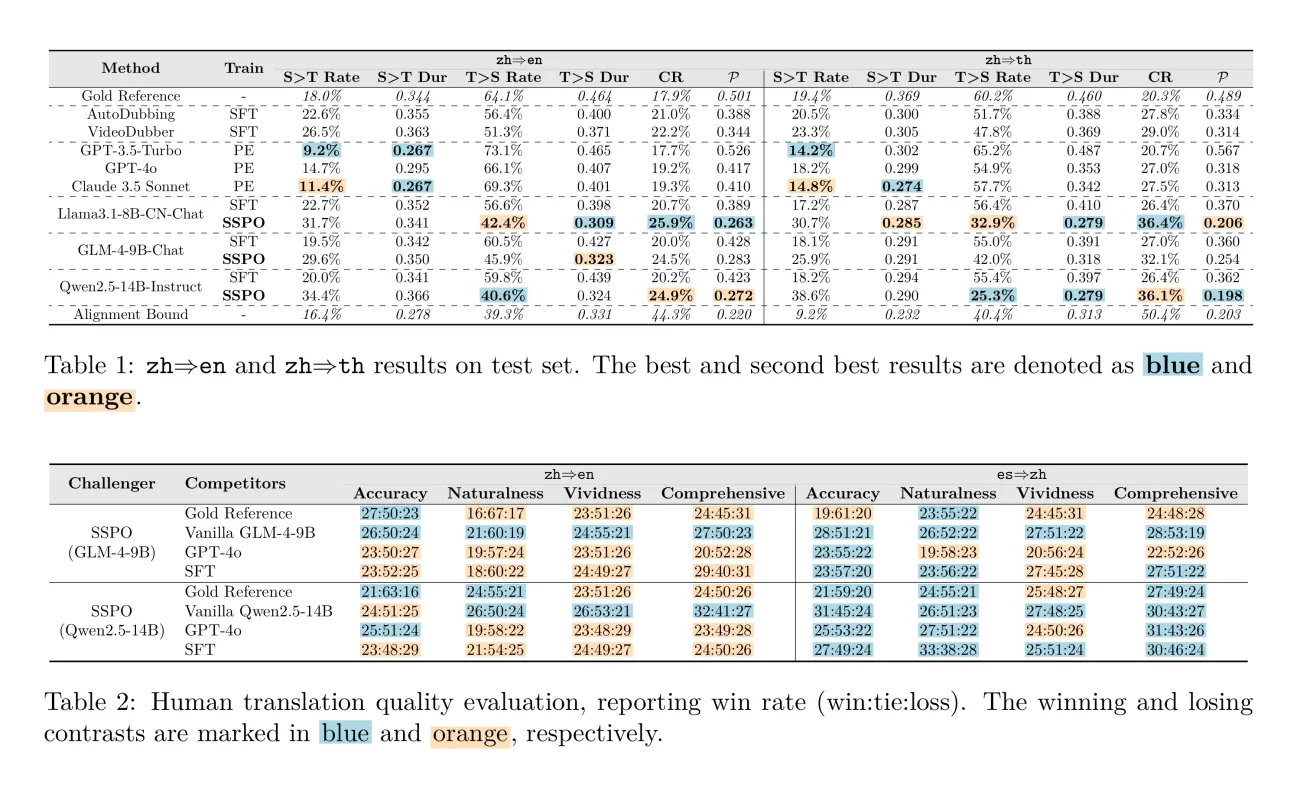 zh⇒en zh⇒th
Method Train S>T Rate S>T Dur T>S Rate T>S Dur CR 𝒫 S>T Rate S>T Dur T>S Rate T>S Dur CR 𝒫
Gold Reference - 18.0% 0.344 64.1% 0.464 17.9% 0.501 19.4% 0.369 60.2% 0.460 20.3% 0.489
AutoDubbing SFT 22.6% 0.355 56.4% 0.400 21.0% 0.388 20.5% 0.300 51.7% 0.388 27.8% 0.334
VideoDubber SFT 26.5% 0.363 51.3% 0.371 22.2% 0.344 23.3% 0.305 47.8% 0.369 29.0% 0.314
GPT-3.5-Turbo PE 9.2% 0.267 73.1% 0.465 17.7% 0.526 14.2% 0.302 65.2% 0.487 20.7% 0.567
GPT-4o PE 14.7% 0.295 66.1% 0.407 19.2% 0.417 18.2% 0.299 54.9% 0.353 27.0% 0.318
Claude 3.5 Sonnet PE 11.4% 0.267 69.3% 0.401 19.3% 0.410 14.8% 0.274 57.7% 0.342 27.5% 0.313
Llama3.1-8B-CN-Chat SFT 22.7% 0.352 56.6% 0.398 20.7% 0.389 17.2% 0.287 56.4% 0.410 26.4% 0.370
SSPO 31.7% 0.341 42.4% 0.309 25.9% 0.263 30.7% 0.285 32.9% 0.279 36.4% 0.206
GLM-4-9B-Chat SFT 19.5% 0.342 60.5% 0.427 20.0% 0.428 18.1% 0.291 55.0% 0.391 27.0% 0.360
SSPO 29.6% 0.350 45.9% 0.323 24.5% 0.283 25.9% 0.291 42.0% 0.318 32.1% 0.254
Qwen2.5-14B-Instruct SFT 20.0% 0.341 59.8% 0.439 20.2% 0.423 18.2% 0.294 55.4% 0.397 26.4% 0.362
SSPO 34.4% 0.366 40.6% 0.324 24.9% 0.272 38.6% 0.290 25.3% 0.279 36.1% 0.198
Alignment Bound - 16.4% 0.278 39.3% 0.331 44.3% 0.220 9.2% 0.232 40.4% 0.313 50.4% 0.203
Table 1: zh⇒en and zh⇒th results on test set. The best and second best results are denoted as blue and
orange.
zh⇒en es⇒zh
Challenger Competitors Accuracy Naturalness Vividness Comprehensive Accuracy Naturalness Vividness Comprehensive
Gold Reference 27:50:23 16:67:17 23:51:26 24:45:31 19:61:20 23:55:22 24:45:31 24:48:28
SSPO Vanilla GLM-4-9B 26:50:24 21:60:19 24:55:21 27:50:23 28:51:21 26:52:22 27:51:22 28:53:19
(GLM-4-9B) GPT-4o 23:50:27 19:57:24 23:51:26 20:52:28 23:55:22 19:58:23 20:56:24 22:52:26
SFT 23:52:25 18:60:22 24:49:27 29:40:31 23:57:20 23:56:22 27:45:28 27:51:22
Gold Reference 21:63:16 24:55:21 23:51:26 24:50:26 21:59:20 24:55:21 25:48:27 27:49:24
SSPO Vanilla Qwen2.5-14B 24:51:25 26:50:24 26:53:21 32:41:27 31:45:24 26:51:23 27:48:25 30:43:27
(Qwen2.5-14B) GPT-4o 25:51:24 19:58:22 23:48:29 23:49:28 25:53:22 27:51:22 24:50:26 31:43:26
SFT 23:48:29 21:54:25 24:49:27 24:50:26 27:49:24 33:38:28 25:51:24 30:46:24
Table 2: Human translation quality evaluation, reporting win rate (win:tie:loss). The winning and losing
contrasts are marked in blue and orange, respectively.